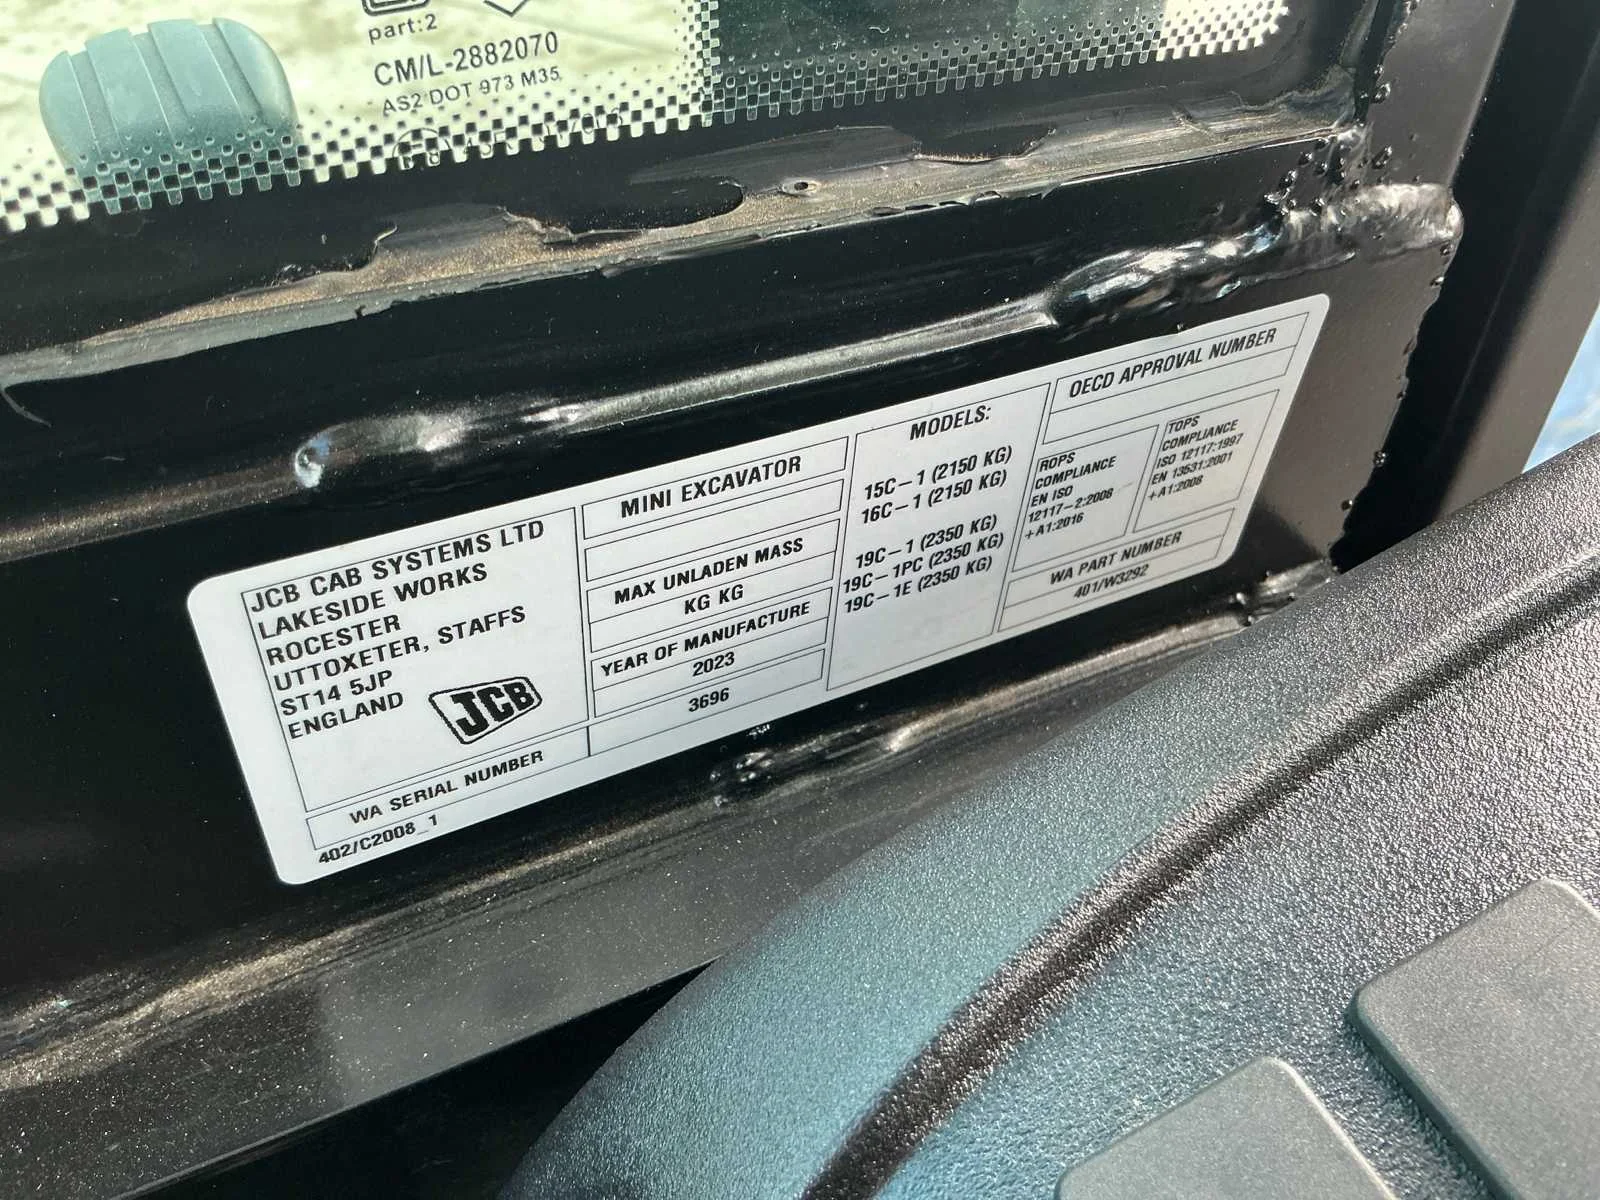 part:2
CM/L-2882070
AS2 DOT 973 M35
JCB CAB SYSTEMS LTD
LAKESIDE WORKS
ROCESTER
UTTOXETER, STAFFS
ST14 5JP
ENGLAND
JCB
WA SERIAL NUMBER
3696
402/C2008_1
MINI EXCAVATOR
MAX UNLADEN MASS
KG KG
YEAR OF MANUFACTURE
2023
MODELS:
15C-1 (2150 KG)
16C-1 (2150 KG)
19C-1 (2350 KG)
19C-1PC (2350 KG)
19C-1E (2350 KG)
OECD APPROVAL NUMBER
ROPS
COMPLIANCE
EN ISO
12117-2:2008
+A1:2016
TOPS
COMPLIANCE
ISO 12117:1997
EN 13531:2001
+A1:2008
WA PART NUMBER
401/W3292